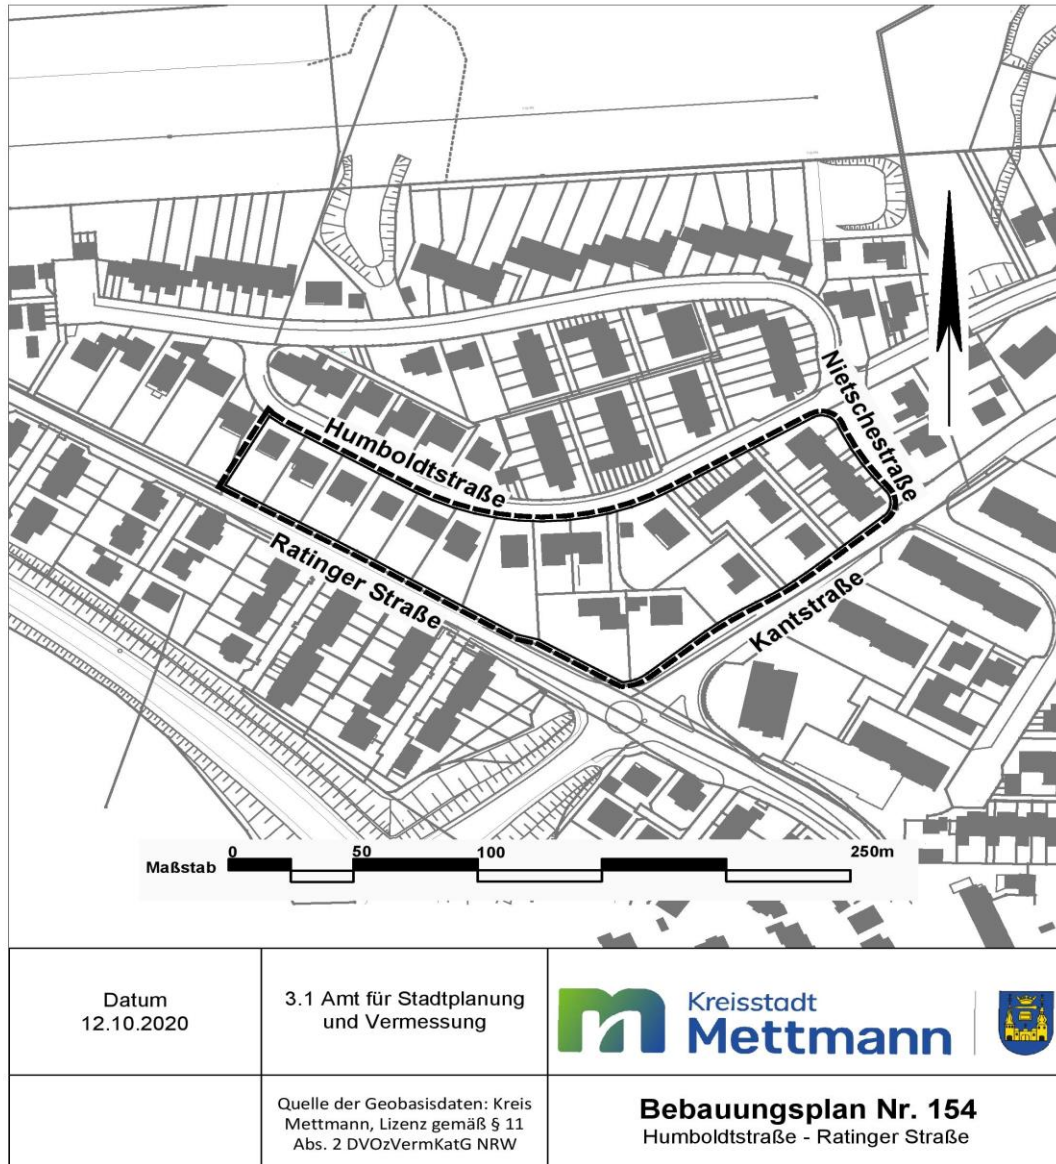 Nietschestraße
Humboldtstraße
Ratinger Straße
Kantstraße
Maßstab
0 50 100 250m
Datum
12.10.2020
3.1 Amt für Stadtplanung
und Vermessung
Kreisstadt
Mettmann
Quelle der Geobasisdaten: Kreis
Mettmann, Lizenz gemäß § 11
Abs. 2 DVOzVermKatG NRW
Bebauungsplan Nr. 154
Humboldtstraße - Ratinger Straße